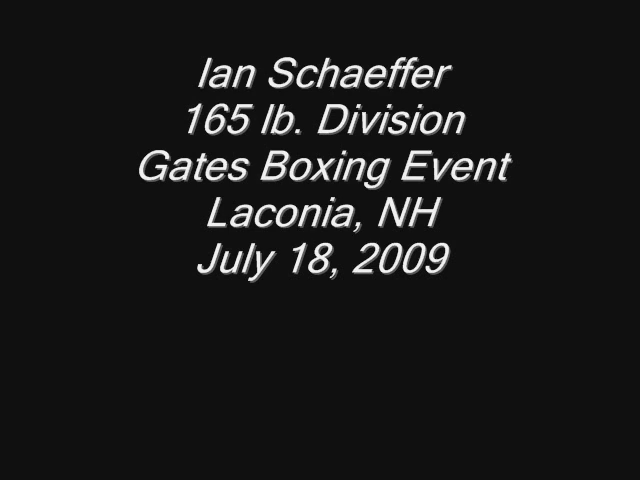 Ian Schaeffer
165 lb. Division
Gates Boxing Event
Laconia, NH
July 18, 2009